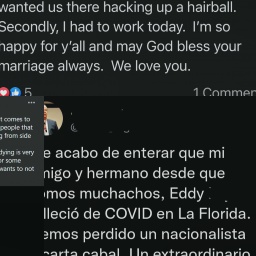 wanted us there hacking up a hairball.
Secondly, I had to work today. I'm so
happy for y'all and may God bless your
marriage always. We love you.
5
1 Commen
t comes to
people that
g from side
dying is very
or some
wants to not
e acabo de enterar que mi
migo y hermano desde que
omos muchachos, Eddy
lleció de COVID en La Florida.
emos perdido un nacionalista
carta cabal. Un extraordinario